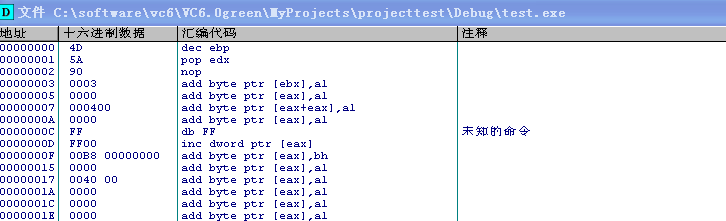 D 文件 C:\software\vc6\VC6.0green\MyProjects\projecttest\Debug\test.exe
地址 十六进制数据 汇编代码 注释
00000000 4D dec ebp
00000001 5A pop edx
00000002 90 nop
00000003 0003 add byte ptr [ebx],al
00000005 0000 add byte ptr [eax],al
00000007 000400 add byte ptr [eax+eax],al
0000000A 0000 add byte ptr [eax],al
0000000C FF db FF 未知的命令
0000000D FF00 inc dword ptr [eax]
0000000F 00B8 00000000 add byte ptr [eax],bh
00000015 0000 add byte ptr [eax],al
00000017 0040 00 add byte ptr [eax],al
0000001A 0000 add byte ptr [eax],al
0000001C 0000 add byte ptr [eax],al
0000001E 0000 add byte ptr [eax],al